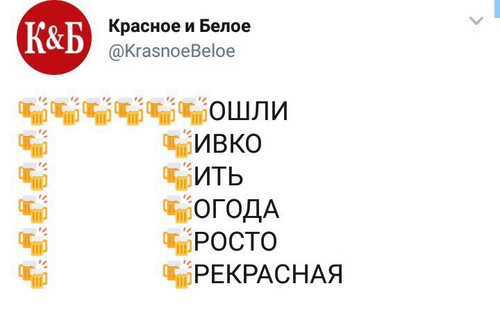 К&Б
Красное и Белое
@KrasnoeBeloe
🍻🍻🍻🍻🍻🍻ОШЛИ
🍻 🍻ИВКО
🍻 🍻ИТЬ
🍻 🍻ОГОДА
🍻 🍻РОСТО
🍻 🍻РЕКРАСНАЯ